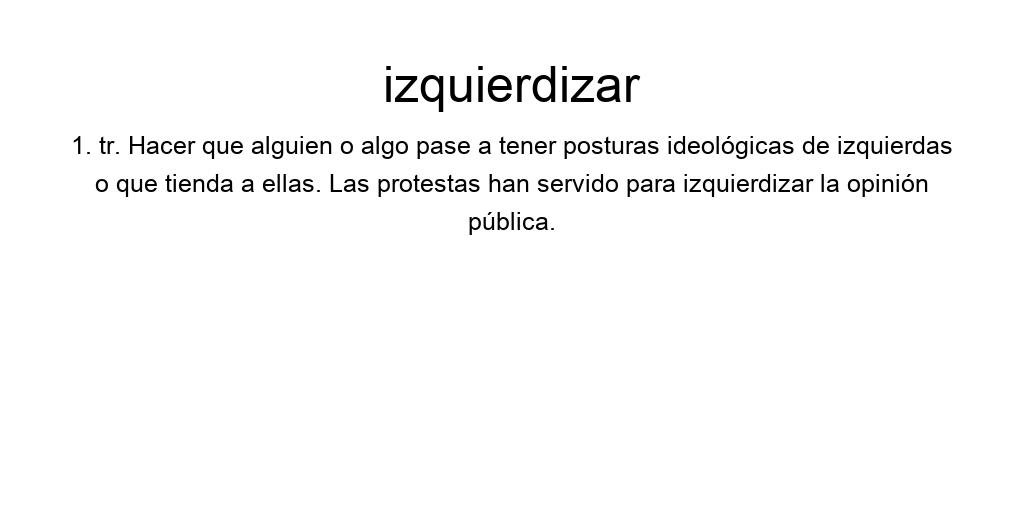 izquierdizar
1. tr. Hacer que alguien o algo pase a tener posturas ideológicas de izquierdas
o que tienda a ellas. Las protestas han servido para izquierdizar la opinión
pública.